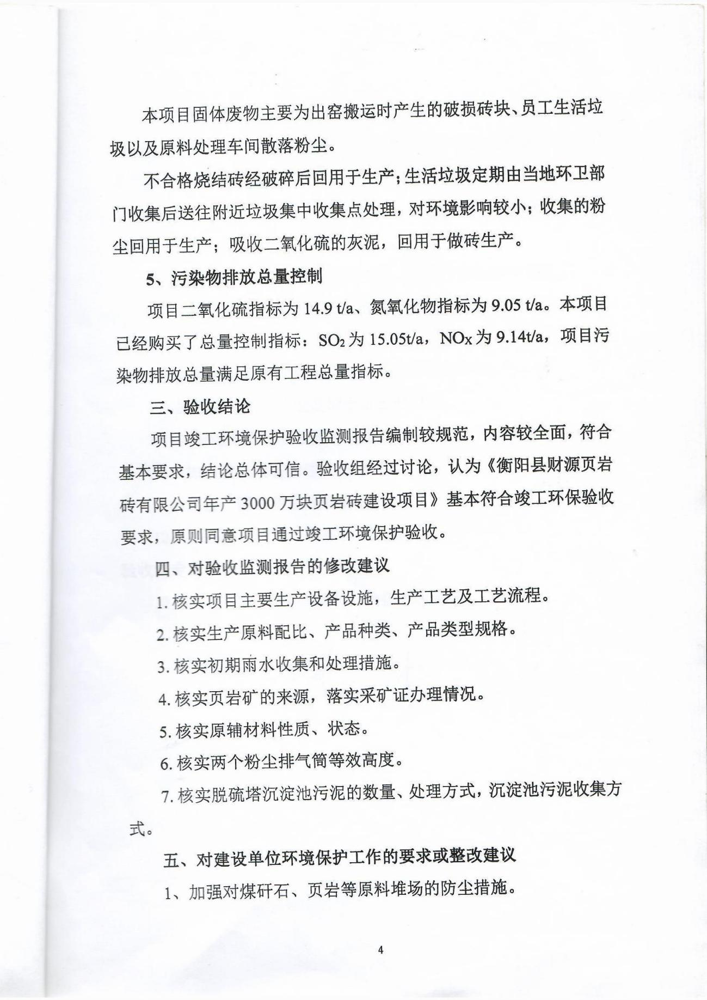 本项目固体废物主要为出窑搬运时产生的破损砖块、员工生活垃
圾以及原料处理车间散落粉尘。
不合格烧结砖经破碎后回用于生产;生活垃圾定期由当地环卫部
门收集后送往附近垃圾集中收集点处理，对环境影响较小；收集的粉
尘回用于生产；吸收二氧化硫的灰泥，回用于做砖生产。
5、污染物排放总量控制
项目二氧化硫指标为 14.9 t/a、氮氧化物指标为 9.05 t/a。本项目
已经购买了总量控制指标：SO₂为 15.05t/a，NOx为 9.14t/a，项目污
染物排放总量满足原有工程总量指标。
三、验收结论
项目竣工环境保护验收监测报告编制较规范，内容较全面，符合
基本要求，结论总体可信。验收组经过讨论，认为《衡阳县财源页岩
砖有限公司年产 3000 万块页岩砖建设项目》基本符合竣工环保验收
要求，原则同意项目通过竣工环境保护验收。
四、对验收监测报告的修改建议
1.核实项目主要生产设备设施，生产工艺及工艺流程。
2.核实生产原料配比、产品种类、产品类型规格。
3.核实初期雨水收集和处理措施。
4.核实页岩矿的来源，落实采矿证办理情况。
5.核实原辅材料性质、状态。
6.核实两个粉尘排气筒等效高度。
7.核实脱硫塔沉淀池污泥的数量、处理方式，沉淀池污泥收集方
式。
五、对建设单位环境保护工作的要求或整改建议
1、加强对煤矸石、页岩等原料堆场的防尘措施。
4